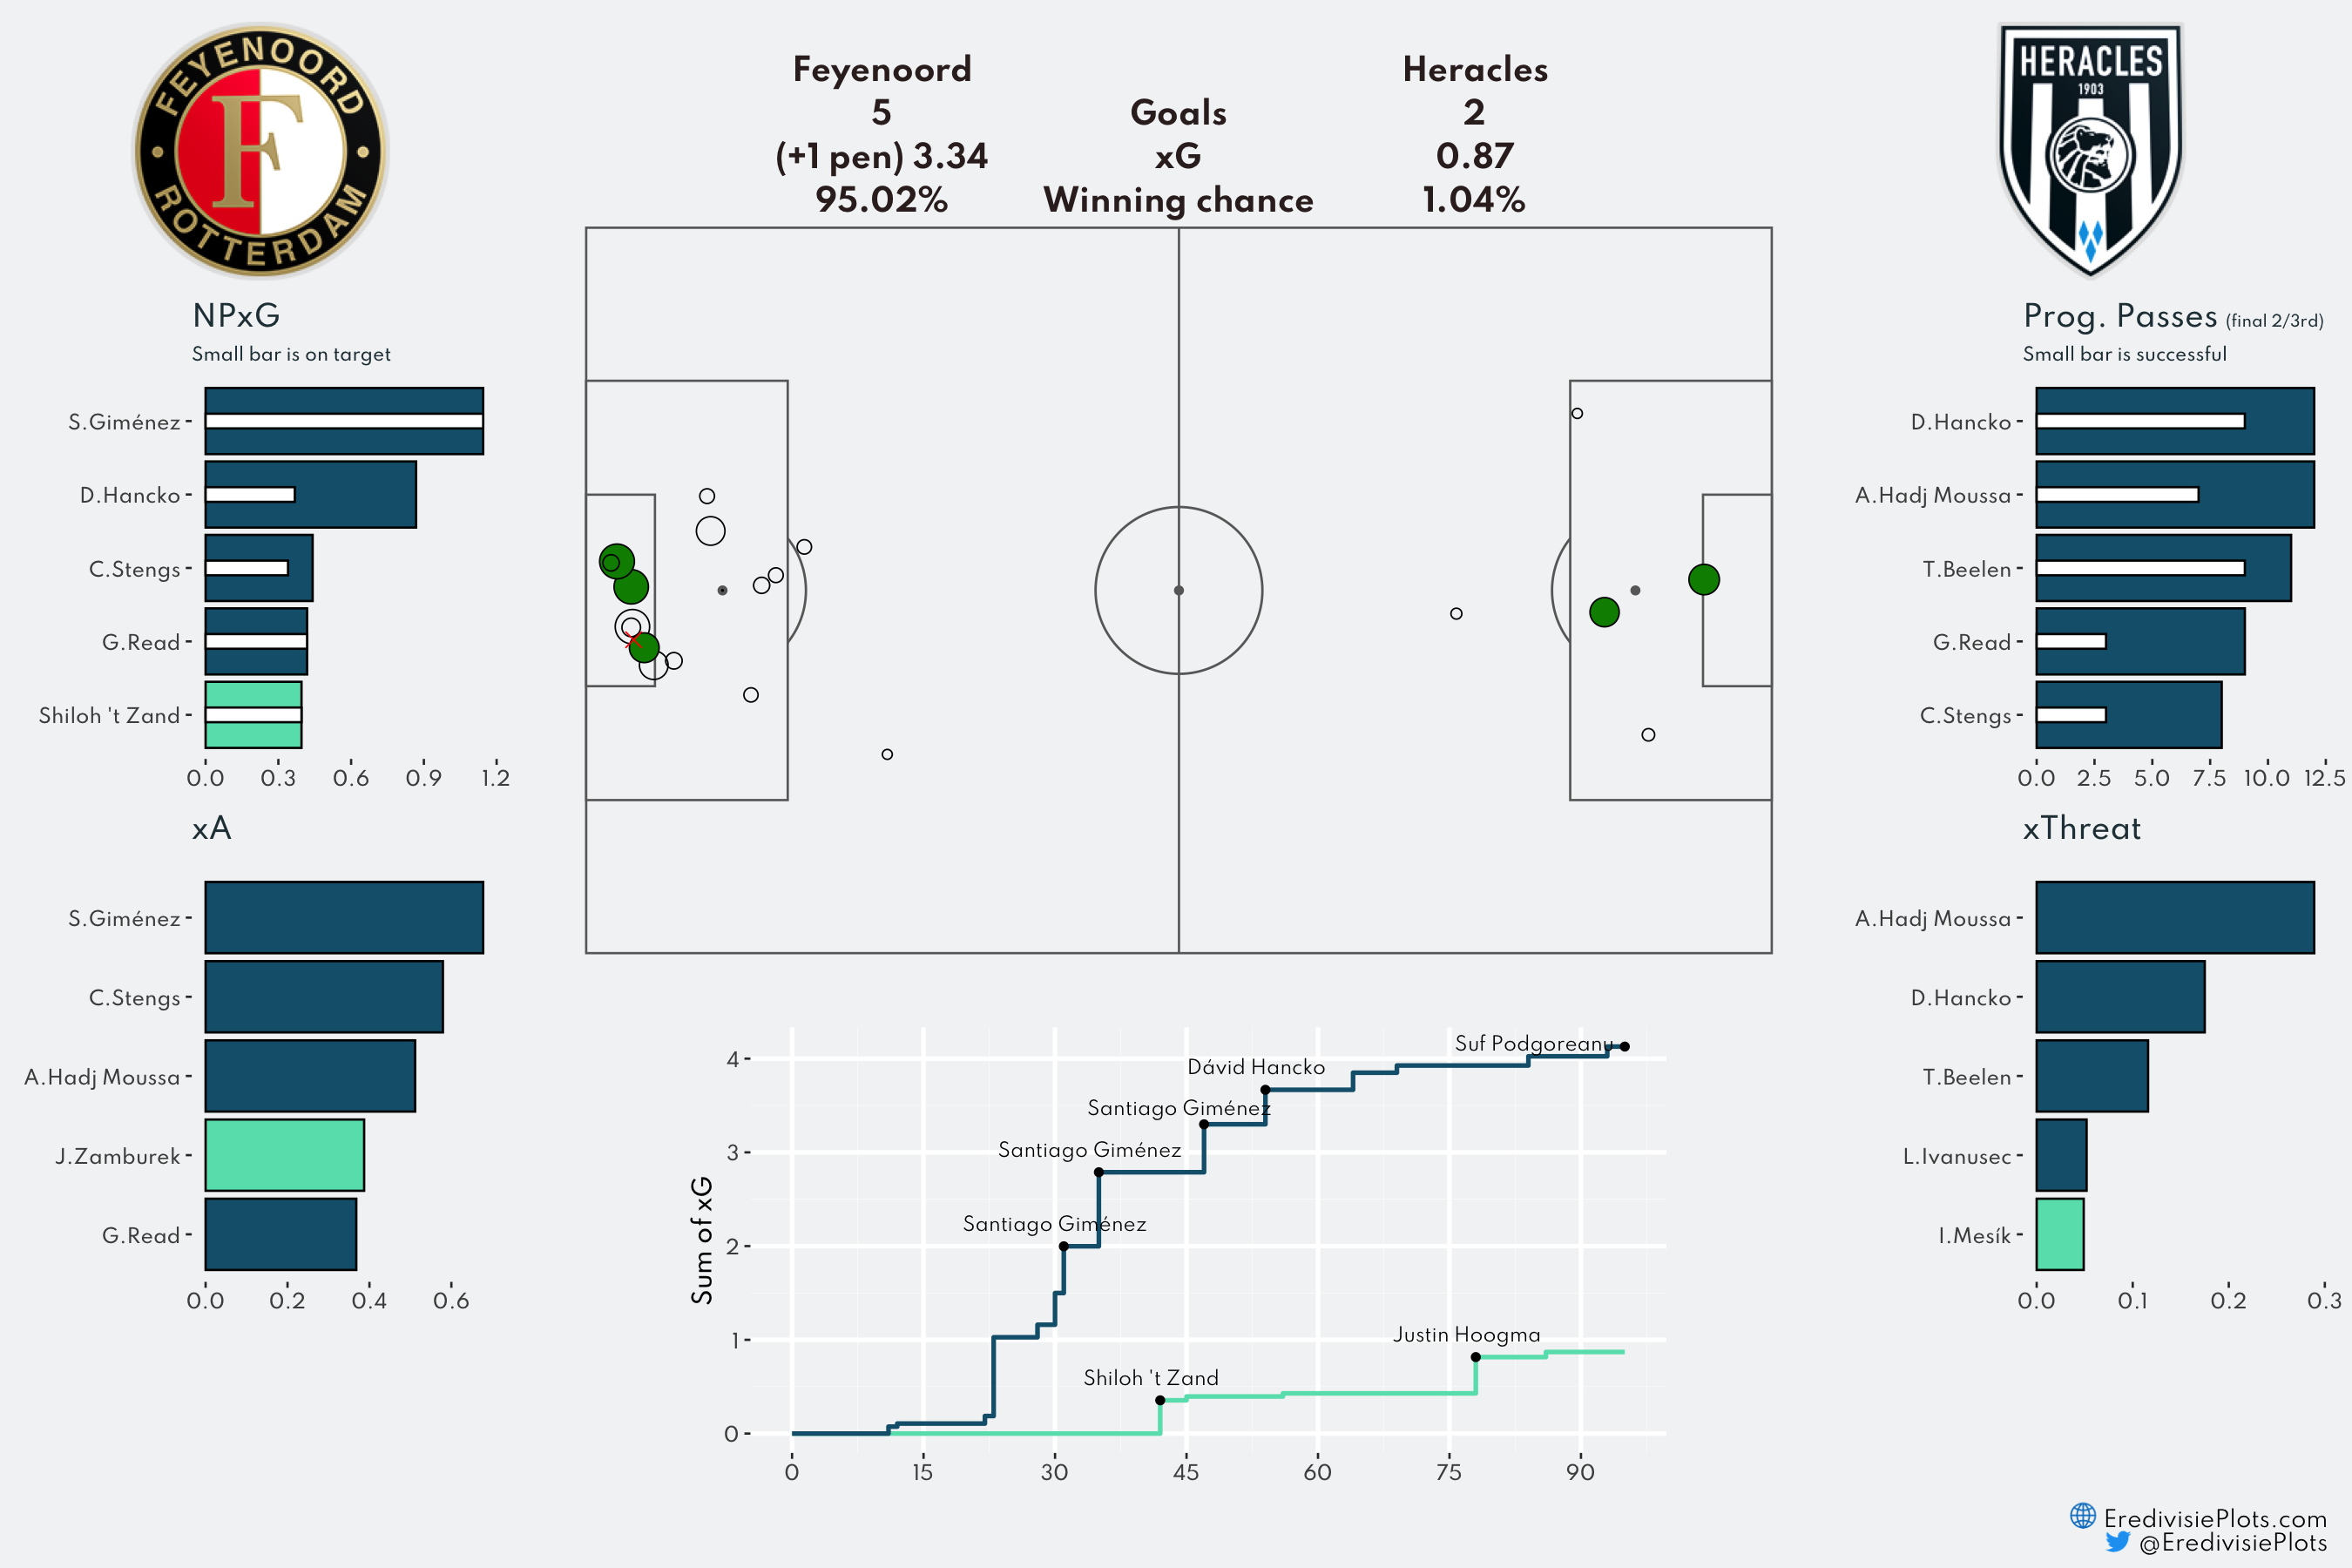 FEYENOORD
ROTTERDAM
F
HERACLES
1903
Feyenoord
Heracles
5
Goals
2
(+1 pen) 3.34
xG
0.87
95.02%
Winning chance
1.04%
NPxG
Small bar is on target
S.Giménez
D.Hancko
C.Stengs
G.Read
Shiloh 't Zand
0.0 0.3 0.6 0.9 1.2
xA
S.Giménez
C.Stengs
A.Hadj Moussa
J.Zamburek
G.Read
0.0 0.2 0.4 0.6
Sum of xG
4
3
2
1
0
0 15 30 45 60 75 90
Suf Podgoreanu
Dávid Hancko
Santiago Giménez
Santiago Giménez
Santiago Giménez
Justin Hoogma
Shiloh 't Zand
Prog. Passes (final 2/3rd)
Small bar is successful
D.Hancko
A.Hadj Moussa
T.Beelen
G.Read
C.Stengs
0.0 2.5 5.0 7.5 10.0 12.5
xThreat
A.Hadj Moussa
D.Hancko
T.Beelen
L.Ivanusec
I.Mesík
0.0 0.1 0.2 0.3
EredivisiePlots.com
@EredivisiePlots